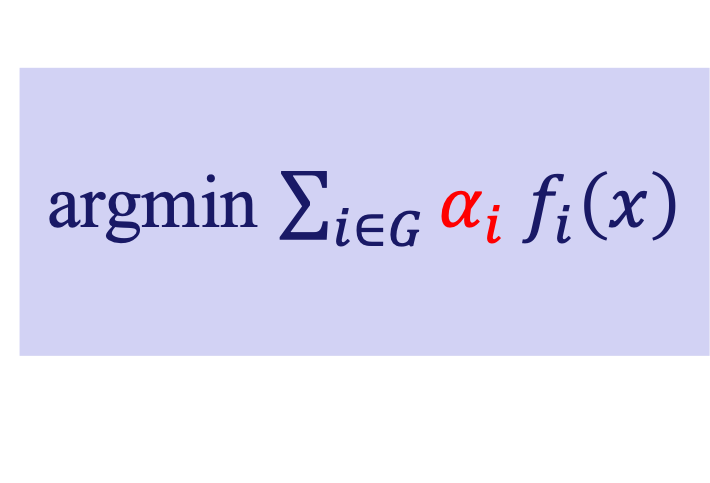 argmin ∑_{i∈G} α_i f_i(x)